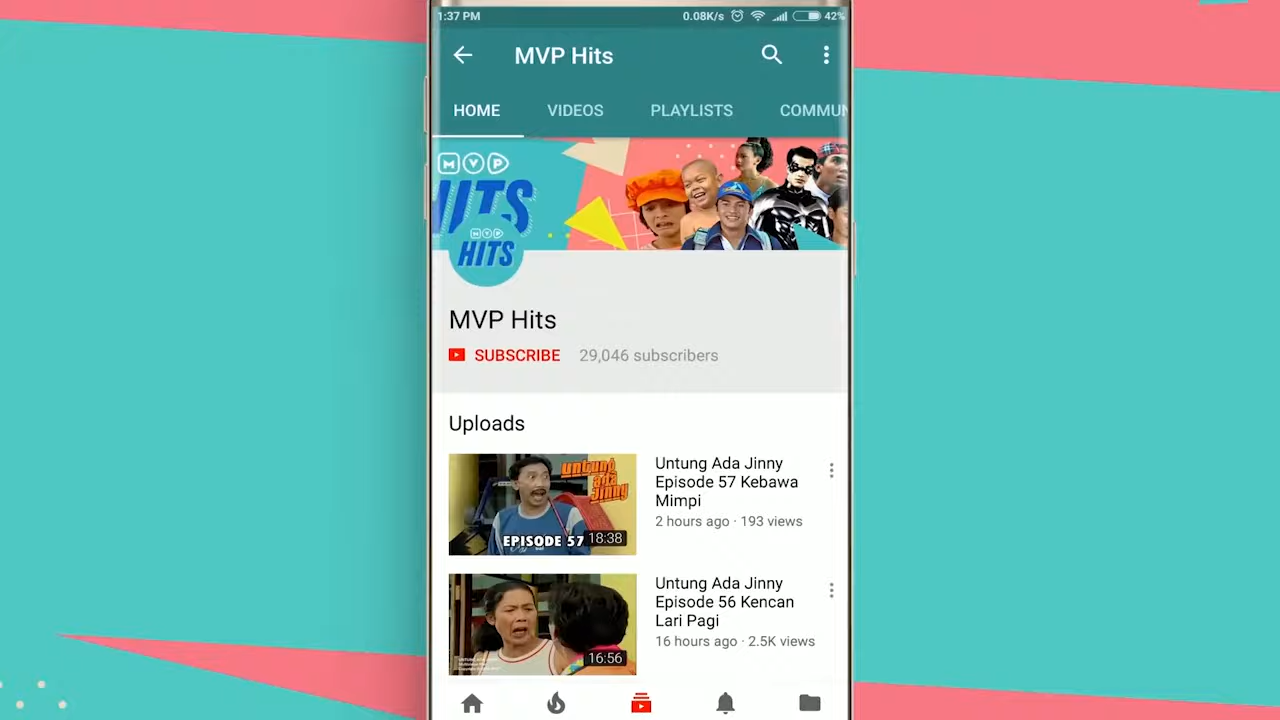 1:37 PM
0.08K/s
42%
MVP Hits
HOME
VIDEOS
PLAYLISTS
COMMUN
MVP
HITS
MVP
HITS
MVP Hits
SUBSCRIBE
29,046 subscribers
Uploads
untung
ada
Jinny
EPISODE 57
18:38
Untung Ada Jinny
Episode 57 Kebawa
Mimpi
2 hours ago · 193 views
16:56
Untung Ada Jinny
Episode 56 Kencan
Lari Pagi
16 hours ago · 2.5K views